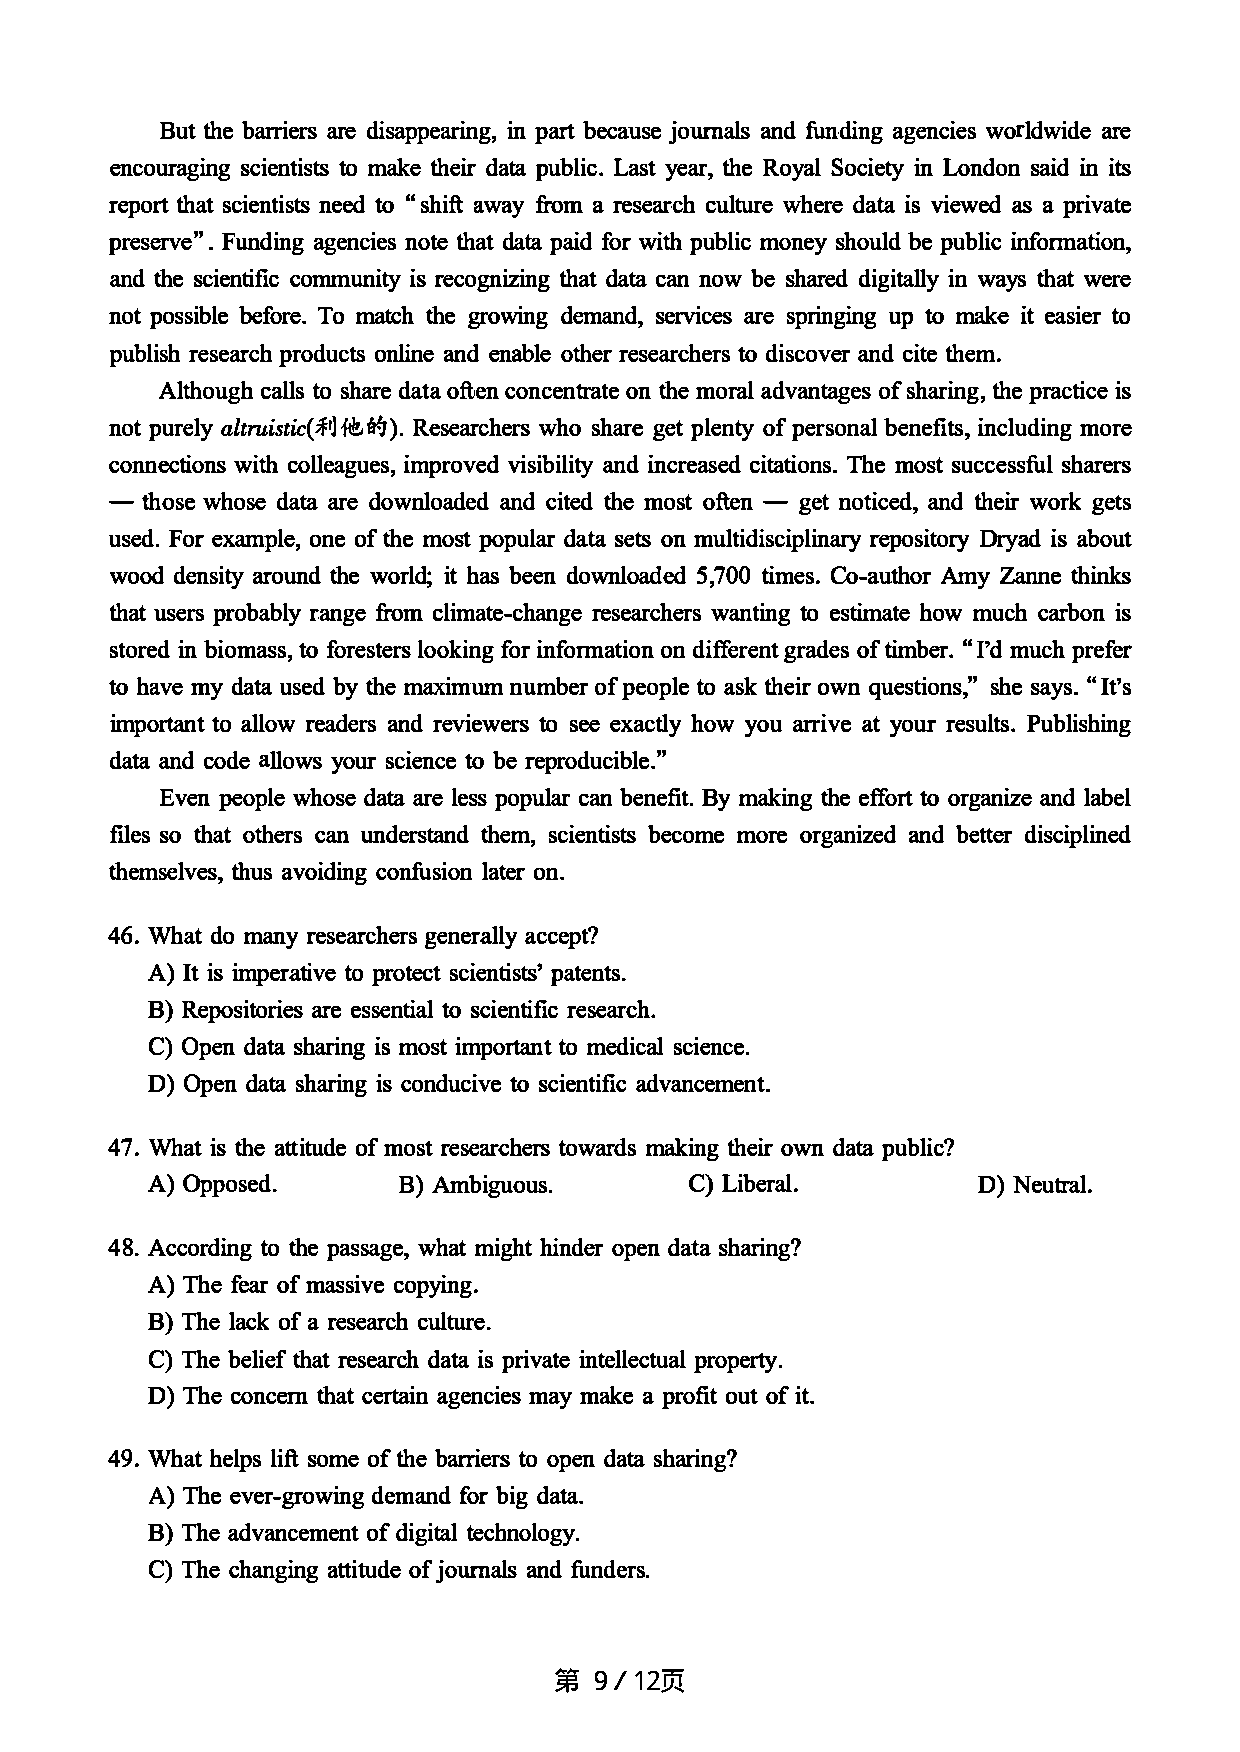 But the barriers are disappearing, in part because journals and funding agencies worldwide are
encouraging scientists to make their data public. Last year, the Royal Society in London said in its
report that scientists need to “shift away from a research culture where data is viewed as a private
preserve”. Funding agencies note that data paid for with public money should be public information,
and the scientific community is recognizing that data can now be shared digitally in ways that were
not possible before. To match the growing demand, services are springing up to make it easier to
publish research products online and enable other researchers to discover and cite them.
Although calls to share data often concentrate on the moral advantages of sharing, the practice is
not purely altruistic(利他的). Researchers who share get plenty of personal benefits, including more
connections with colleagues, improved visibility and increased citations. The most successful sharers
— those whose data are downloaded and cited the most often — get noticed, and their work gets
used. For example, one of the most popular data sets on multidisciplinary repository Dryad is about
wood density around the world; it has been downloaded 5,700 times. Co-author Amy Zanne thinks
that users probably range from climate-change researchers wanting to estimate how much carbon is
stored in biomass, to foresters looking for information on different grades of timber. “I’d much prefer
to have my data used by the maximum number of people to ask their own questions,” she says. “It’s
important to allow readers and reviewers to see exactly how you arrive at your results. Publishing
data and code allows your science to be reproducible.”
Even people whose data are less popular can benefit. By making the effort to organize and label
files so that others can understand them, scientists become more organized and better disciplined
themselves, thus avoiding confusion later on.
46. What do many researchers generally accept?
A) It is imperative to protect scientists’ patents.
B) Repositories are essential to scientific research.
C) Open data sharing is most important to medical science.
D) Open data sharing is conducive to scientific advancement.
47. What is the attitude of most researchers towards making their own data public?
A) Opposed. B) Ambiguous. C) Liberal. D) Neutral.
48. According to the passage, what might hinder open data sharing?
A) The fear of massive copying.
B) The lack of a research culture.
C) The belief that research data is private intellectual property.
D) The concern that certain agencies may make a profit out of it.
49. What helps lift some of the barriers to open data sharing?
A) The ever-growing demand for big data.
B) The advancement of digital technology.
C) The changing attitude of journals and funders.
第 9 / 12页